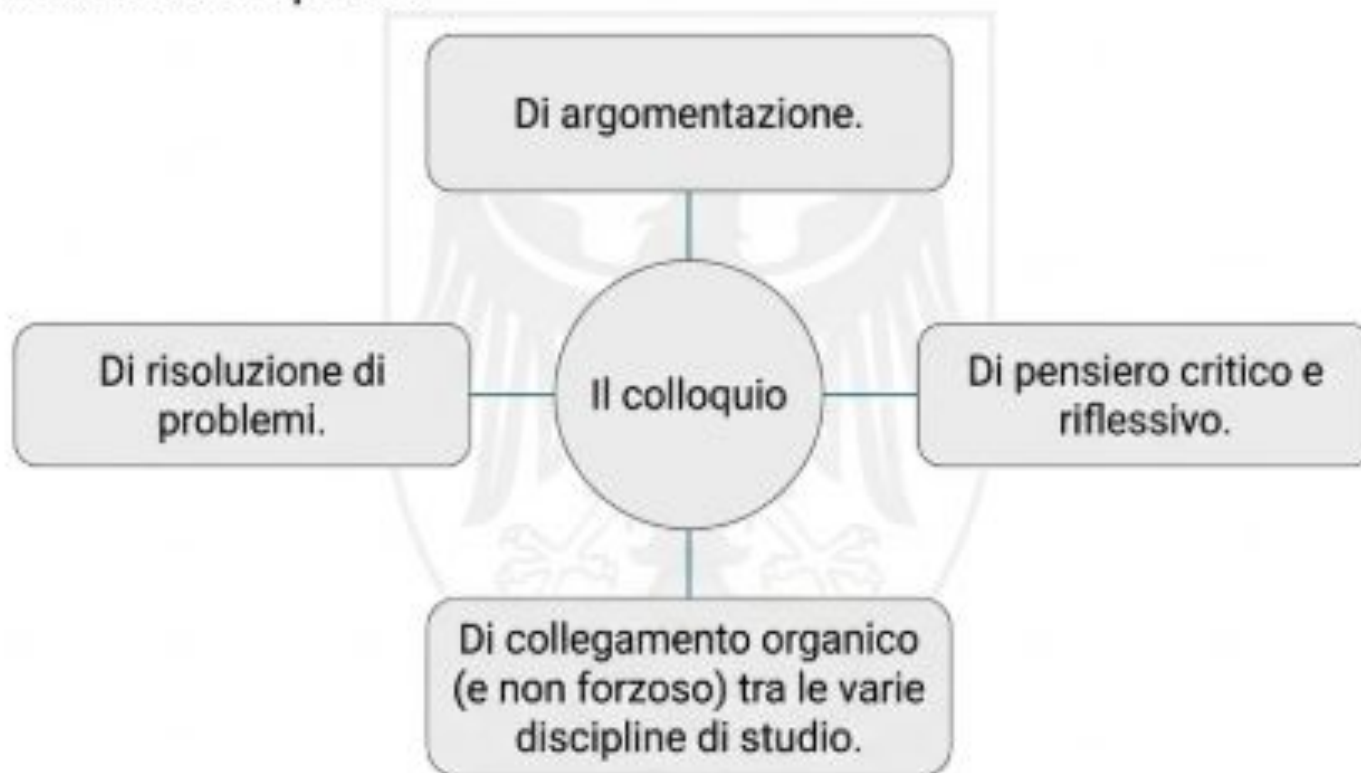 Di argomentazione.
Di risoluzione di
problemi.
Il colloquio
Di pensiero critico e
riflessivo.
Di collegamento organico
(e non forzoso) tra le varie
discipline di studio.